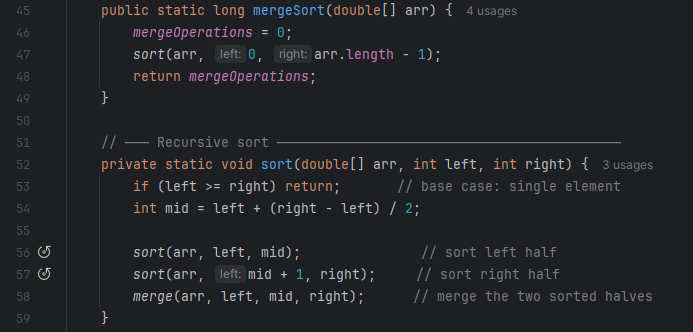 45 public static long mergeSort(double[] arr) { 4 usages
46 mergeOperations = 0;
47 sort(arr, left: 0, right: arr.length - 1);
48 return mergeOperations;
49 }
50
51 // ─── Recursive sort ───────────────────────────────────────────
52 private static void sort(double[] arr, int left, int right) { 3 usages
53 if (left >= right) return; // base case: single element
54 int mid = left + (right - left) / 2;
55
56 sort(arr, left, mid); // sort left half
57 sort(arr, left: mid + 1, right); // sort right half
58 merge(arr, left, mid, right); // merge the two sorted halves
59 }